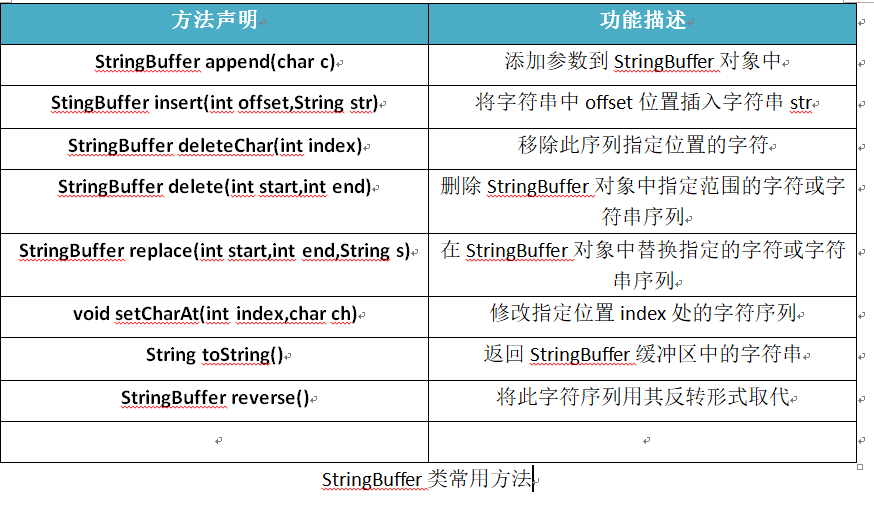 方法声明
功能描述
StringBuffer append(char c)
添加参数到 StringBuffer 对象中
StingBuffer insert(int offset,String str)
将字符串中 offset 位置插入字符串 str
StringBuffer deleteChar(int index)
移除此序列指定位置的字符
StringBuffer delete(int start,int end)
删除 StringBuffer 对象中指定范围的字符或字
符串序列
StringBuffer replace(int start,int end,String s)
在 StringBuffer 对象中替换指定的字符或字符
串序列
void setCharAt(int index,char ch)
修改指定位置 index 处的字符序列
String toString()
返回 StringBuffer 缓冲区中的字符串
StringBuffer reverse()
将此字符序列用其反转形式取代
StringBuffer 类常用方法